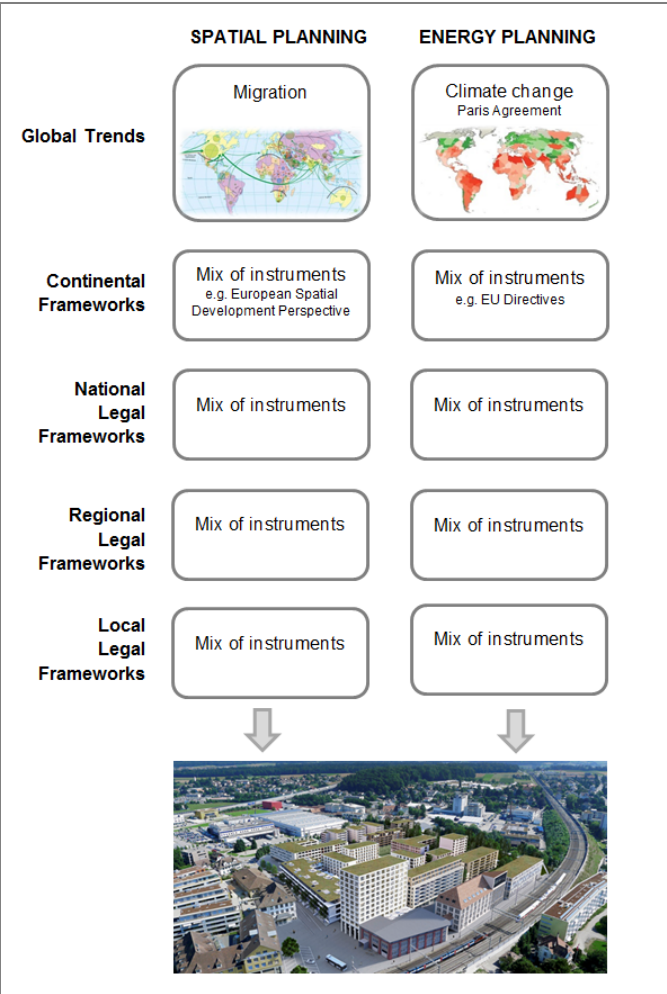 SPATIAL PLANNING
ENERGY PLANNING
Global Trends
Migration
Climate change
Paris Agreement
Continental
Frameworks
Mix of instruments
e.g. European Spatial
Development Perspective
Mix of instruments
e.g. EU Directives
National
Legal
Frameworks
Mix of instruments
Mix of instruments
Regional
Legal
Frameworks
Mix of instruments
Mix of instruments
Local
Legal
Frameworks
Mix of instruments
Mix of instruments